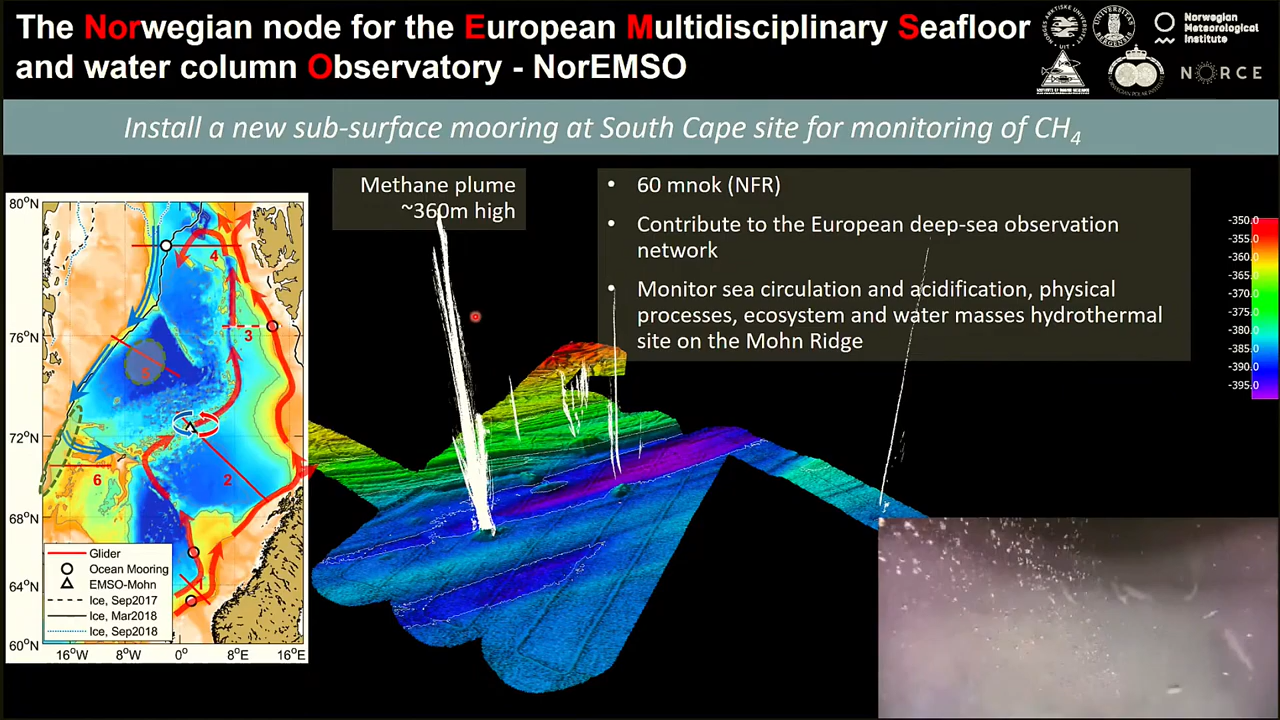 The Norwegian node for the European Multidisciplinary Seafloor
and water column Observatory - NorEMSO
Norwegian
Meteorological
Institute
NORCE
Install a new sub-surface mooring at South Cape site for monitoring of CH4
Methane plume
~360m high
• 60 mnok (NFR)
• Contribute to the European deep-sea observation
network
• Monitor sea circulation and acidification, physical
processes, ecosystem and water masses hydrothermal
site on the Mohn Ridge
80°N
76°N
72°N
68°N
64°N
60°N
16°W 8°W 0° 8°E 16°E
4
3
5
6
2
Glider
Ocean Mooring
EMSO-Mohn
Ice, Sep2017
Ice, Mar2018
Ice, Sep2018
-350.0
-355.0
-360.0
-365.0
-370.0
-375.0
-380.0
-385.0
-390.0
-395.0